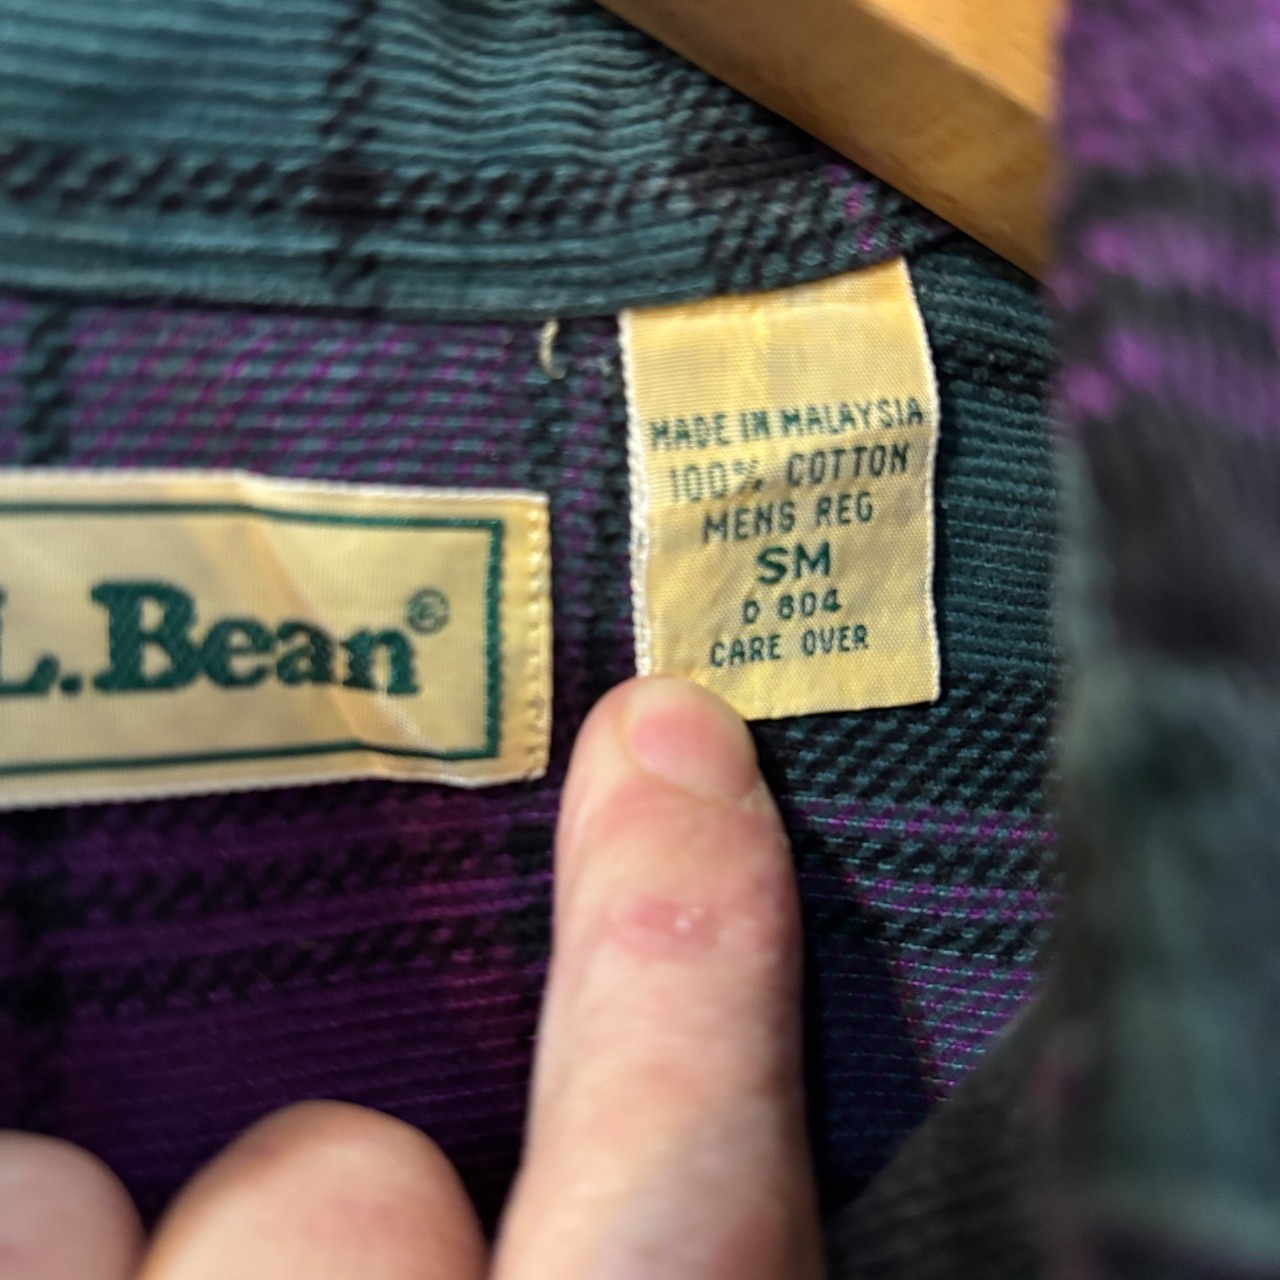 L.Bean®
MADE IN MALAYSIA
100% COTTON
MENS REG
SM
D 804
CARE OVER